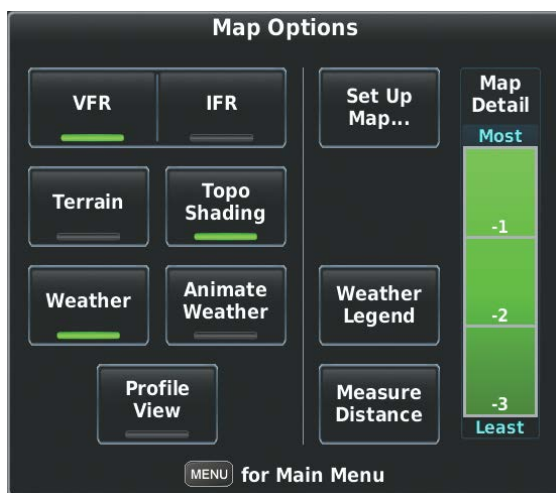 Map Options
VFR
IFR
Set Up
Map...
Map
Detail
Most
Terrain
Topo
Shading
-1
Weather
Animate
Weather
Weather
Legend
-2
Profile
View
Measure
Distance
-3
Least
MENU for Main Menu